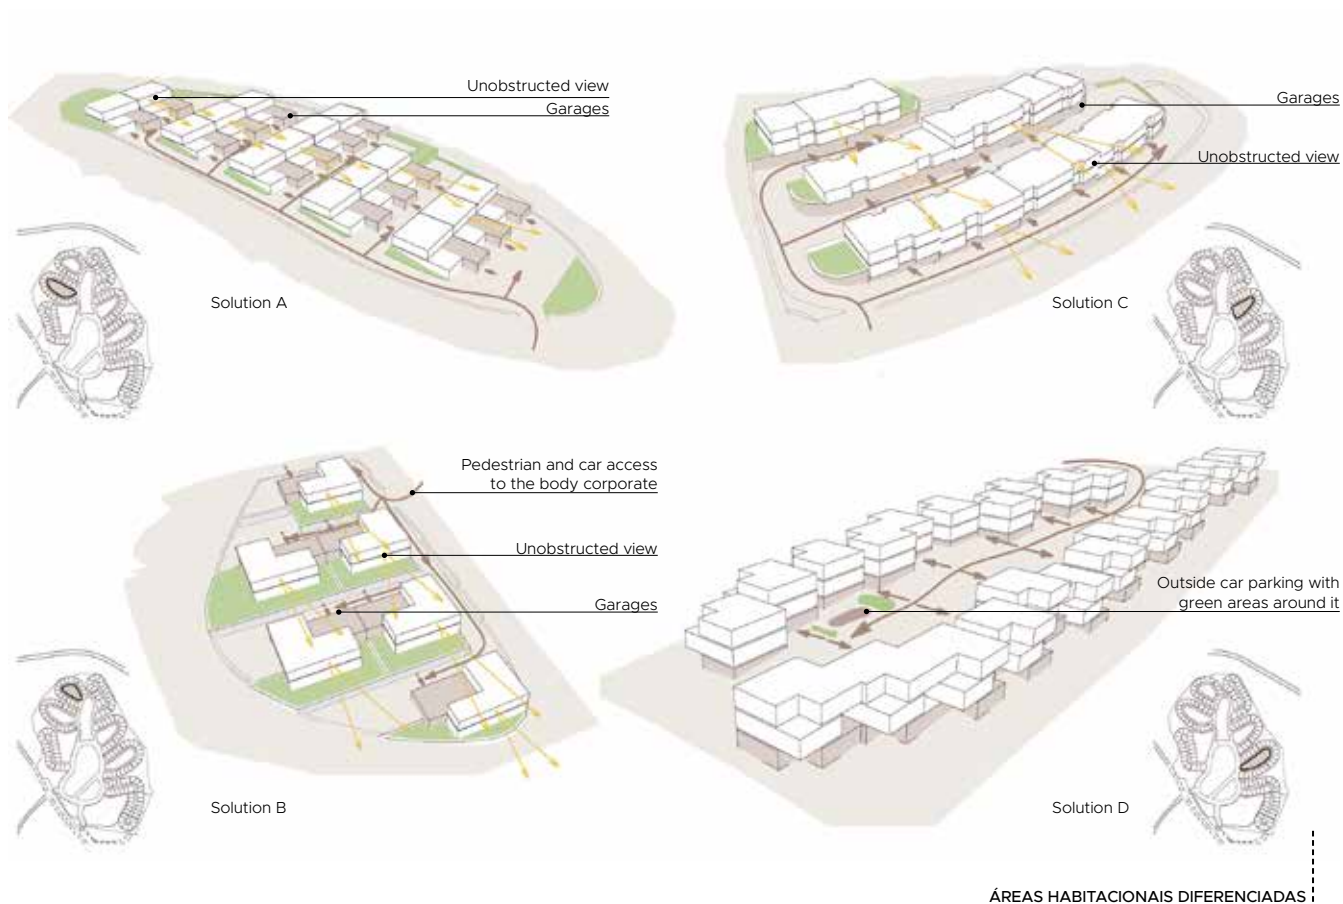 Unobstructed view
Garages
Solution A
Garages
Unobstructed view
Solution C
Pedestrian and car access
to the body corporate
Unobstructed view
Garages
Solution B
Outside car parking with
green areas around it
Solution D
ÁREAS HABITACIONAIS DIFERENCIADAS